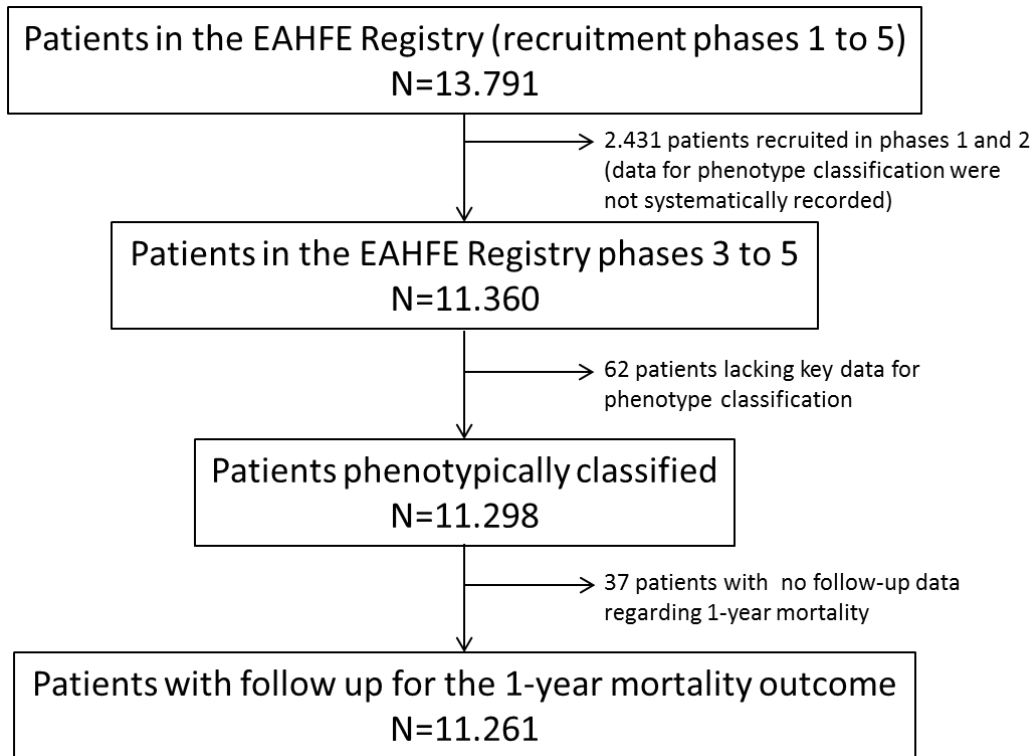 Patients in the EAHFE Registry (recruitment phases 1 to 5)
N=13.791
2.431 patients recruited in phases 1 and 2
(data for phenotype classification were
not systematically recorded)
Patients in the EAHFE Registry phases 3 to 5
N=11.360
62 patients lacking key data for
phenotype classification
Patients phenotypically classified
N=11.298
37 patients with  no follow-up data
regarding 1-year mortality
Patients with follow up for the 1-year mortality outcome
N=11.261